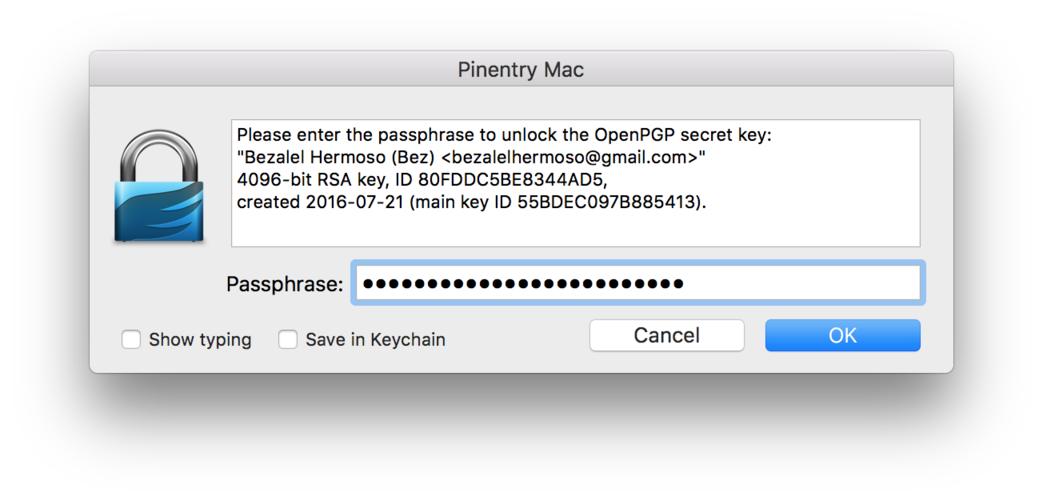 Pinentry Mac
Please enter the passphrase to unlock the OpenPGP secret key:
"Bezalel Hermoso (Bez) <bezalelhermoso@gmail.com>"
4096-bit RSA key, ID 80FDDC5BE8344AD5,
created 2016-07-21 (main key ID 55BDEC097B885413).
Passphrase: •••••••••••••••••••••••••
Show typing Save in Keychain Cancel OK